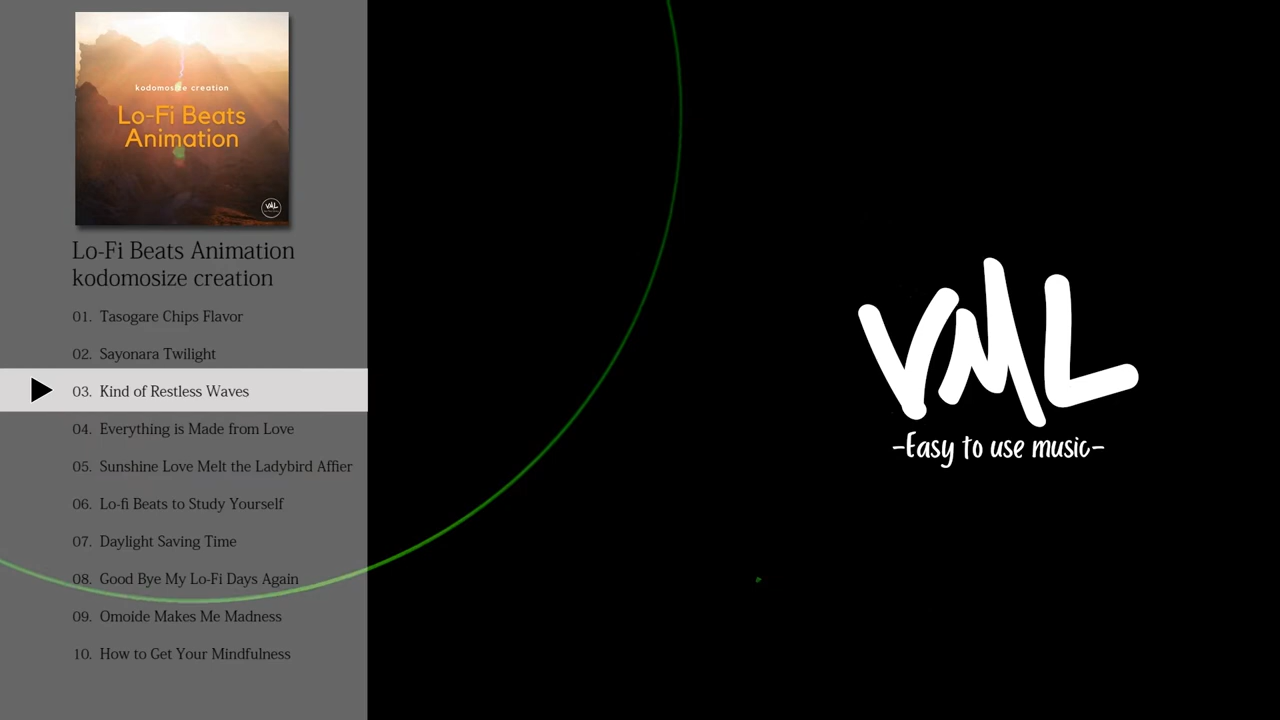 kodomosize creation
Lo-Fi Beats
Animation
VML
Lo-Fi Beats Animation
kodomosize creation
01. Tasogare Chips Flavor
02. Sayonara Twilight
03. Kind of Restless Waves
04. Everything is Made from Love
05. Sunshine Love Melt the Ladybird Affier
06. Lo-fi Beats to Study Yourself
07. Daylight Saving Time
08. Good Bye My Lo-Fi Days Again
09. Omoide Makes Me Madness
10. How to Get Your Mindfulness
VML
-Easy to use music-